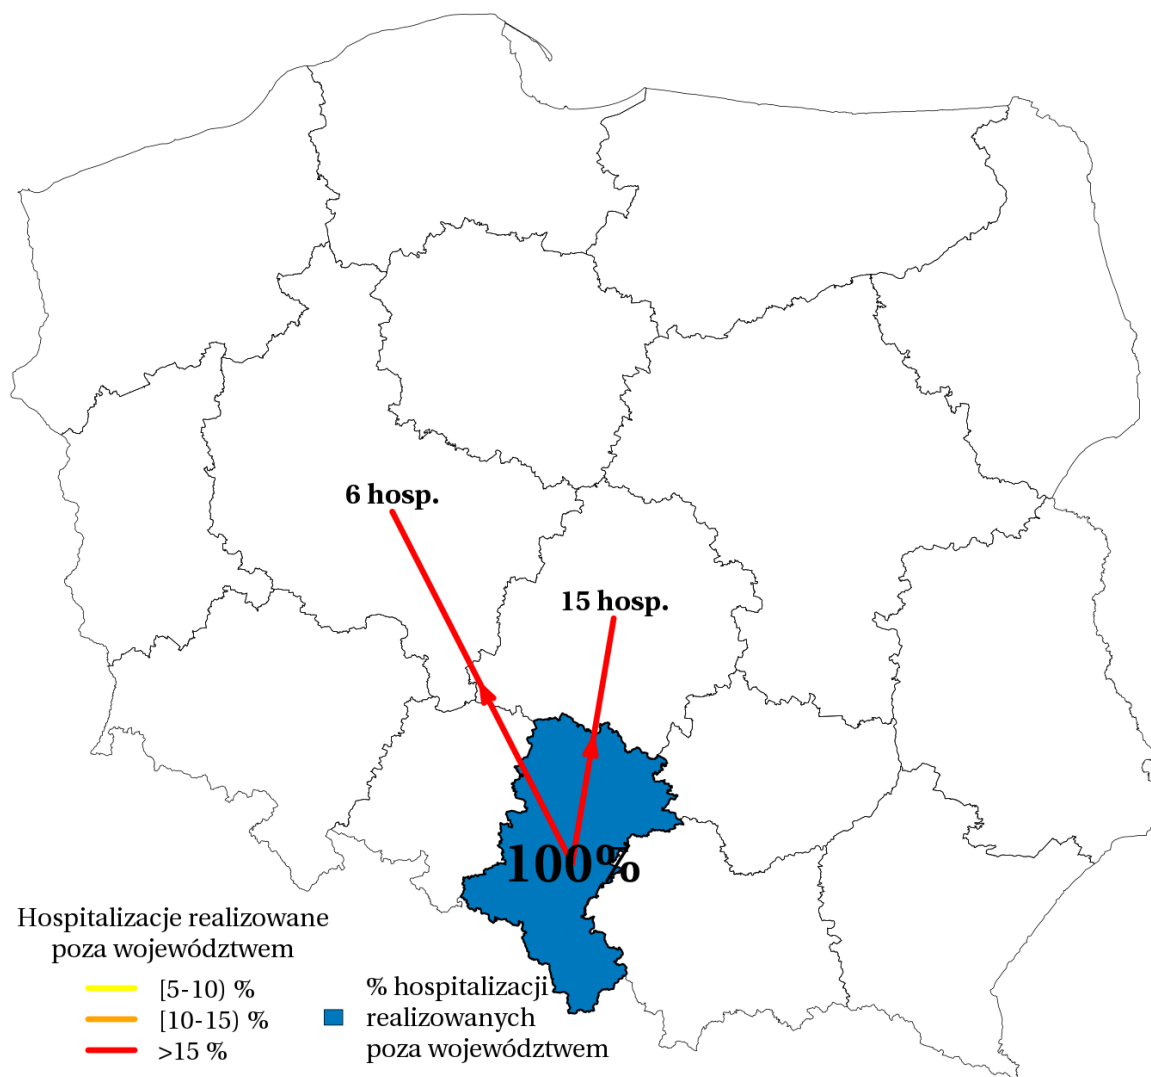 6 hosp.
15 hosp.
100%
Hospitalizacje realizowane
poza województwem
[5-10) %
[10-15) %
>15 %
% hospitalizacji
realizowanych
poza województwem